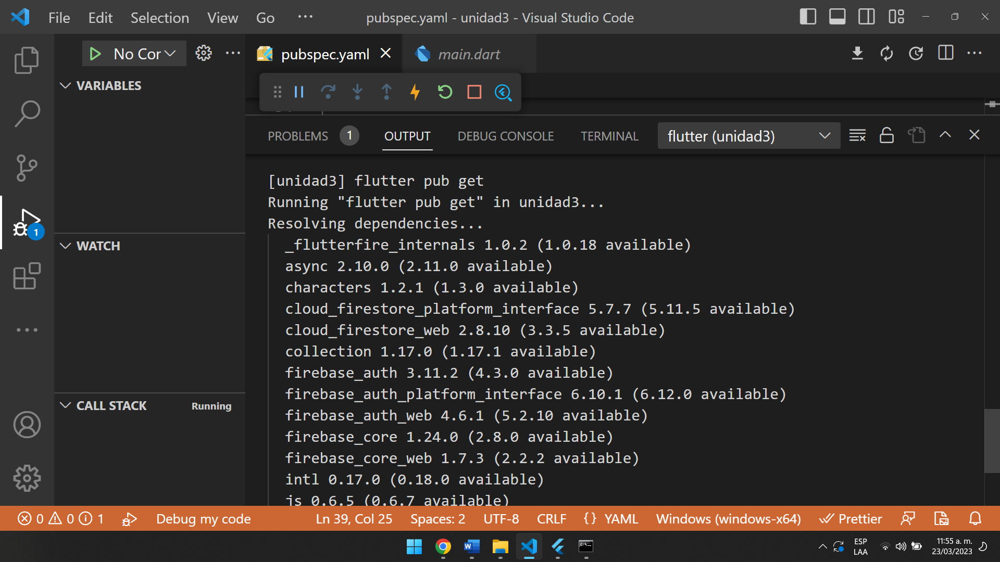 File Edit Selection View Go ··· pubspec.yaml - unidad3 - Visual Studio Code
No Cor
pubspec.yaml
main.dart
VARIABLES
WATCH
CALL STACK
Running
1
PROBLEMS 1 OUTPUT DEBUG CONSOLE TERMINAL flutter (unidad3)
[unidad3] flutter pub get
Running "flutter pub get" in unidad3...
Resolving dependencies...
_flutterfire_internals 1.0.2 (1.0.18 available)
async 2.10.0 (2.11.0 available)
characters 1.2.1 (1.3.0 available)
cloud_firestore_platform_interface 5.7.7 (5.11.5 available)
cloud_firestore_web 2.8.10 (3.3.5 available)
collection 1.17.0 (1.17.1 available)
firebase_auth 3.11.2 (4.3.0 available)
firebase_auth_platform_interface 6.10.1 (6.12.0 available)
firebase_auth_web 4.6.1 (5.2.10 available)
firebase_core 1.24.0 (2.8.0 available)
firebase_core_web 1.7.3 (2.2.2 available)
intl 0.17.0 (0.18.0 available)
js 0.6.5 (0.6.7 available)
0 0 1 Debug my code Ln 39, Col 25 Spaces: 2 UTF-8 CRLF {} YAML Windows (windows-x64) Prettier
ESP
LAA
11:55 a. m.
23/03/2023